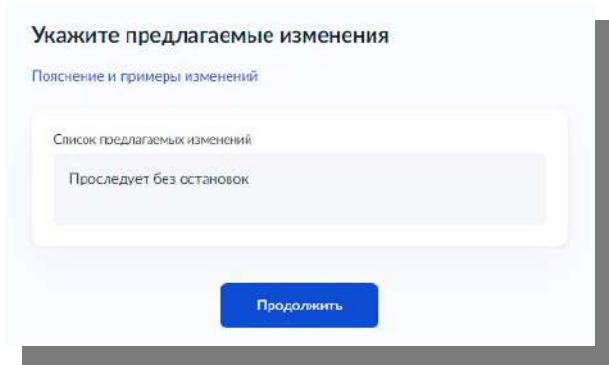 Укажите предлагаемые изменения
Пояснение и примеры изменений
Список предлагаемых изменений
Проследует без остановок
Продолжить